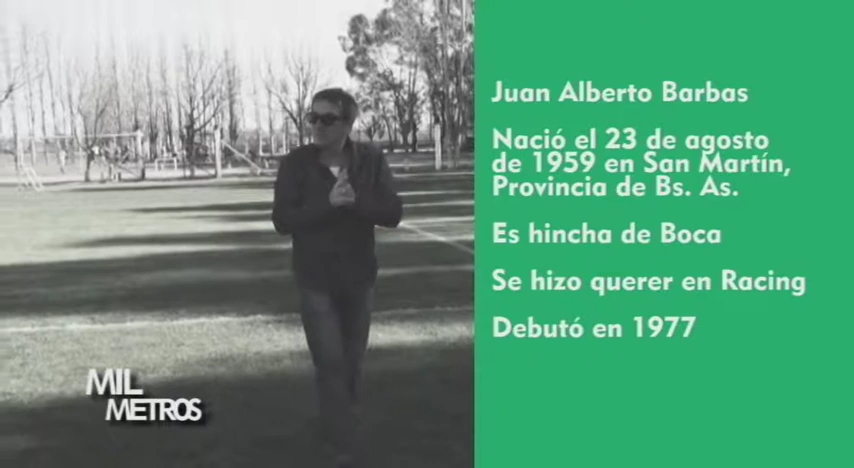 Juan Alberto Barbas
Nació el 23 de agosto
de 1959 en San Martín,
Provincia de Bs. As.
Es hincha de Boca
Se hizo querer en Racing
Debutó en 1977
MIL
METROS